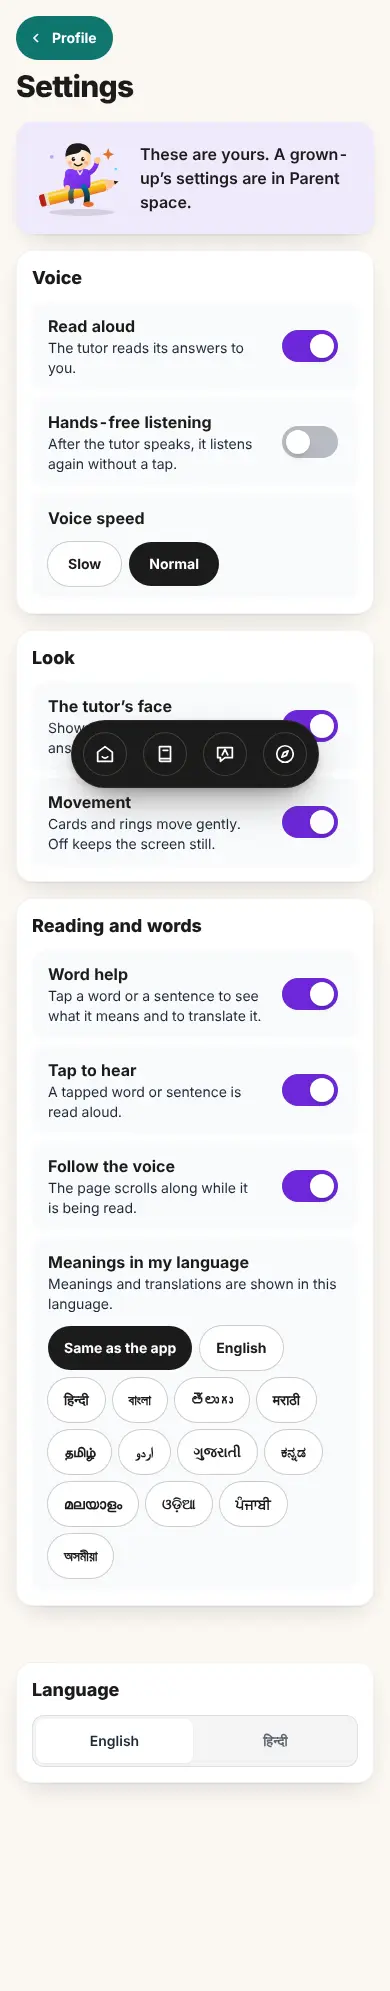 Profile
Settings
These are yours. A grown-
up's settings are in Parent
space.
Voice
Read aloud
The tutor reads its answers to
you.
Hands-free listening
After the tutor speaks, it listens
again without a tap.
Voice speed
Slow
Normal
Look
The tutor's face
Movement
Cards and rings move gently.
Off keeps the screen still.
Reading and words
Word help
Tap a word or a sentence to see
what it means and to translate it.
Tap to hear
A tapped word or sentence is
read aloud.
Follow the voice
The page scrolls along while it
is being read.
Meanings in my language
Meanings and translations are shown in this
language.
Same as the app
English
हिन्दी
বাংলা
తెలుగు
मराठी
தமிழ்
اردو
ગુજરાતી
ಕನ್ನಡ
മലയാളം
ଓଡ଼ିଆ
ਪੰਜਾਬੀ
অসমীয়া
Language
English
हिन्दी